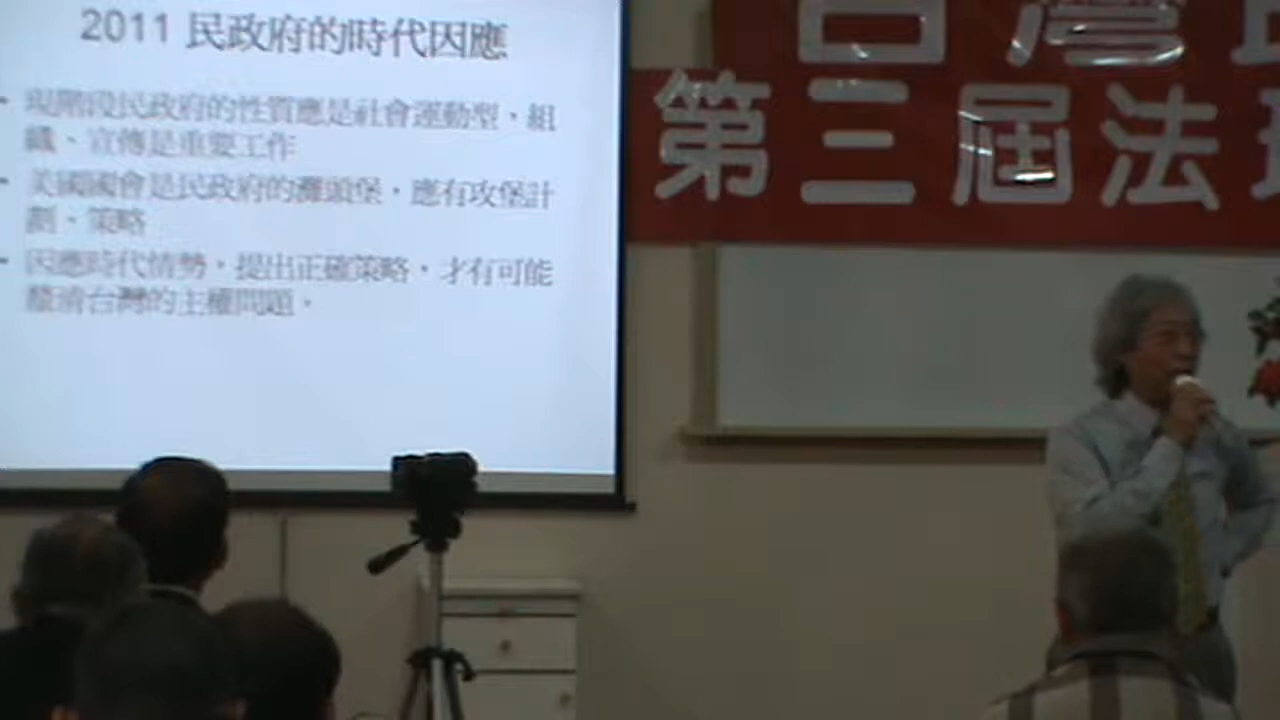 2011 民政府的時代因應
現階段民政府的性質應是社會運動型，組
織、宣傳是重要工作
美國國會是民政府的灘頭堡，應有攻堡計
劃、策略
因應時代情勢，提出正確策略，才有可能
釐清台灣的主權問題。
台灣民
第三屆法理